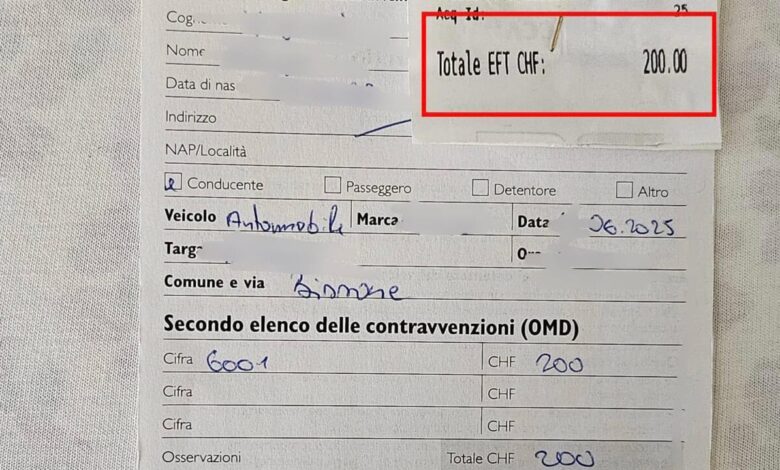 Cog
Acq Id: 25
Nome
Totale EFT CHF: 200.00
Data di nas
Indirizzo
NAP/Località
Conducente Passeggero Detentore Altro
Veicolo Automobile Marca Data 06.2025
Targ
Comune e via Bissone
Secondo elenco delle contravvenzioni (OMD)
Cifra 6001 CHF 200
Cifra CHF
Cifra CHF
Osservazioni Totale CHF 200